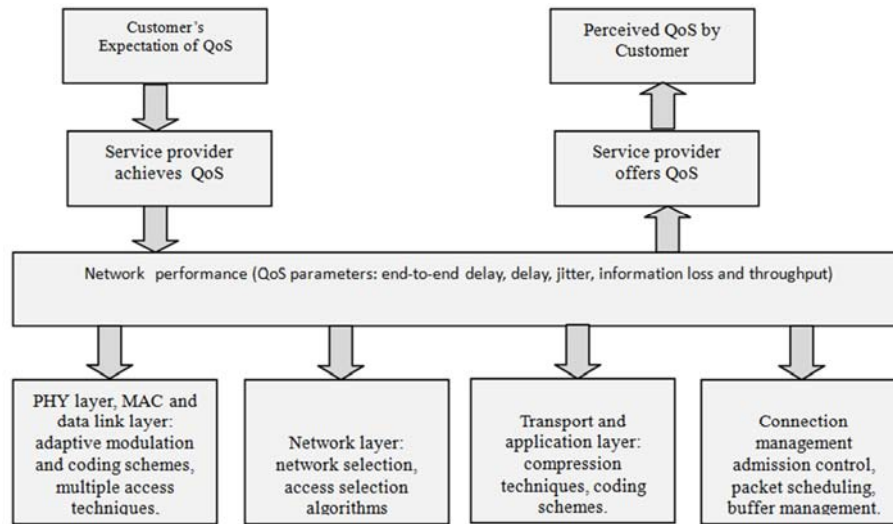 Customer's
Expectation of QoS
Perceived QoS by
Customer
Service provider
achieves QoS
Service provider
offers QoS
Network performance (QoS parameters: end-to-end delay, delay, jitter, information loss and throughput)
PHY layer, MAC and
data link layer:
adaptive modulation
and coding schemes,
multiple access
techniques.
Network layer:
network selection,
access selection
algorithms
Transport and
application layer:
compression
techniques, coding
schemes.
Connection
management
admission control,
packet scheduling,
buffer management.